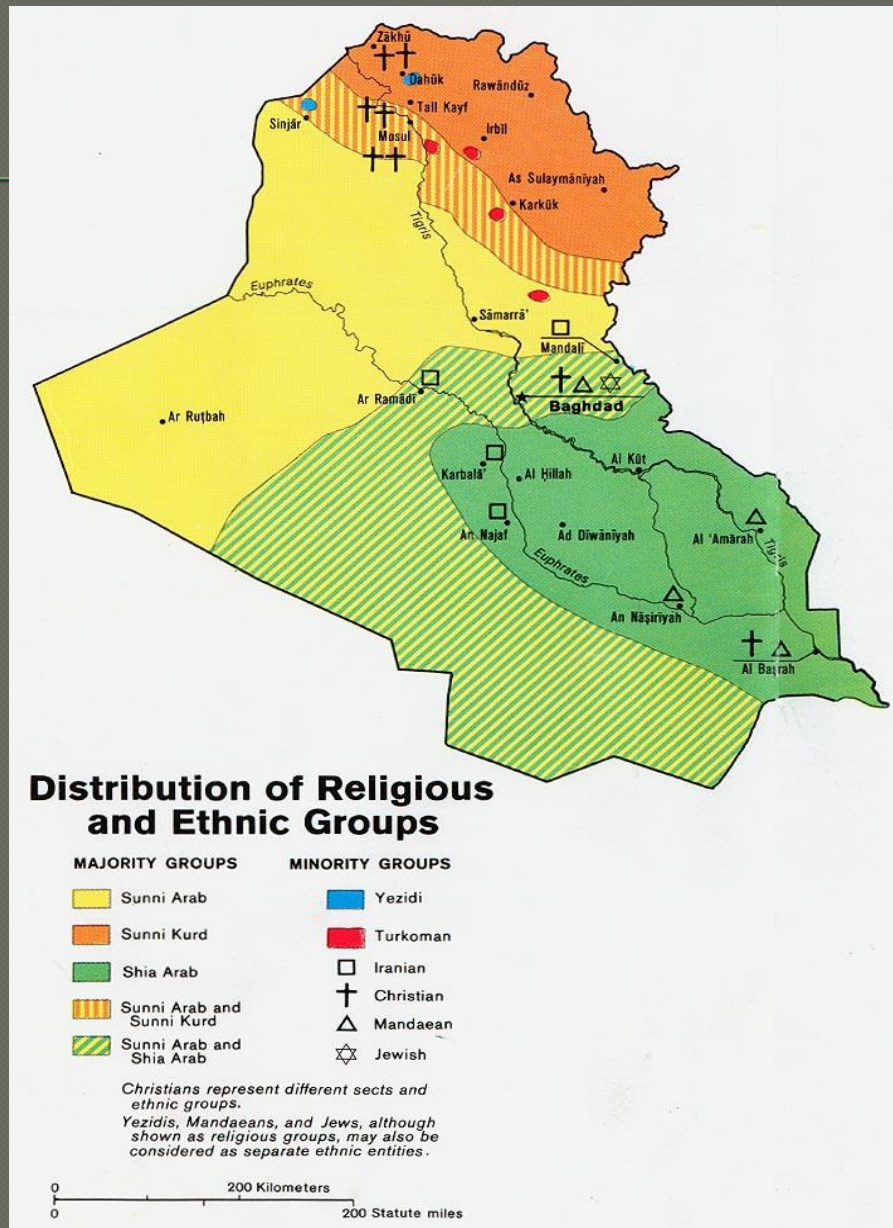 Zākhū
Dahūk
Rawāndūz
Tall Kayf
Sinjār
Mosul
Irbīl
As Sulaymānīyah
Karkūk
Tigris
Euphrates
Sāmarrā'
Mandalī
Ar Ramādī
Baghdad
Ar Ruṭbah
Karbalā'
Al Ḥillah
Al Kūt
An Najaf
Ad Dīwānīyah
Al 'Amārah
Tigris
Euphrates
An Nāşirīyah
Al Başrah
Distribution of Religious
and Ethnic Groups
MAJORITY GROUPS
Sunni Arab
Sunni Kurd
Shia Arab
Sunni Arab and
Sunni Kurd
Sunni Arab and
Shia Arab
MINORITY GROUPS
Yezidi
Turkoman
Iranian
Christian
Mandaean
Jewish
Christians represent different sects and
ethnic groups.
Yezidis, Mandaeans, and Jews, although
shown as religious groups, may also be
considered as separate ethnic entities.
0 200 Kilometers
0 200 Statute miles